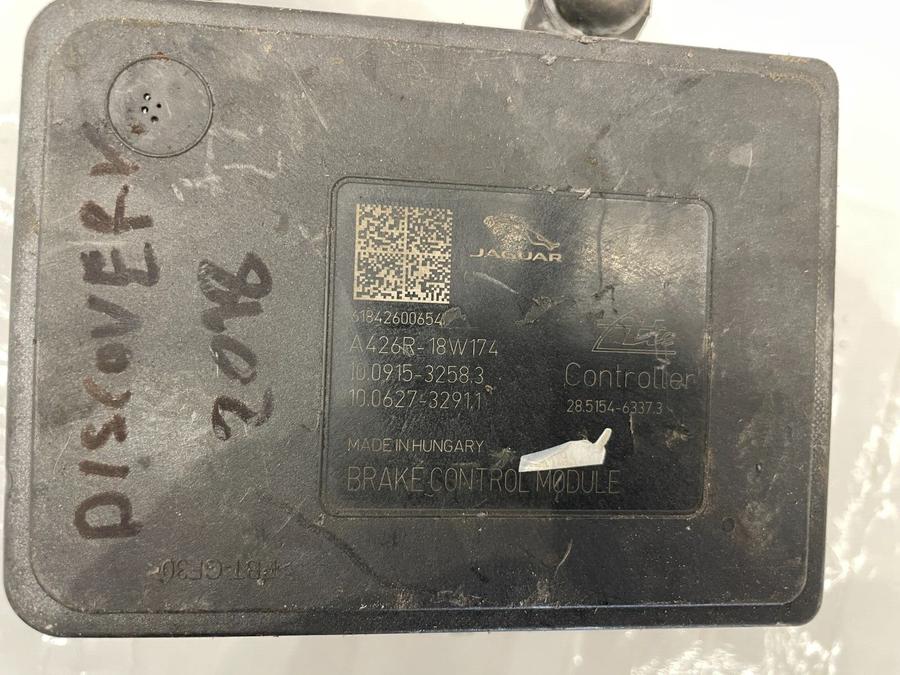 DISCOVERY
2018
JAGUAR
61842600654
A426R-18W174
10.0915-3258.3
10.0627-3291.1
Ate
Controller
28.5154-6337.3
MADE IN HUNGARY
BRAKE CONTROL MODULE